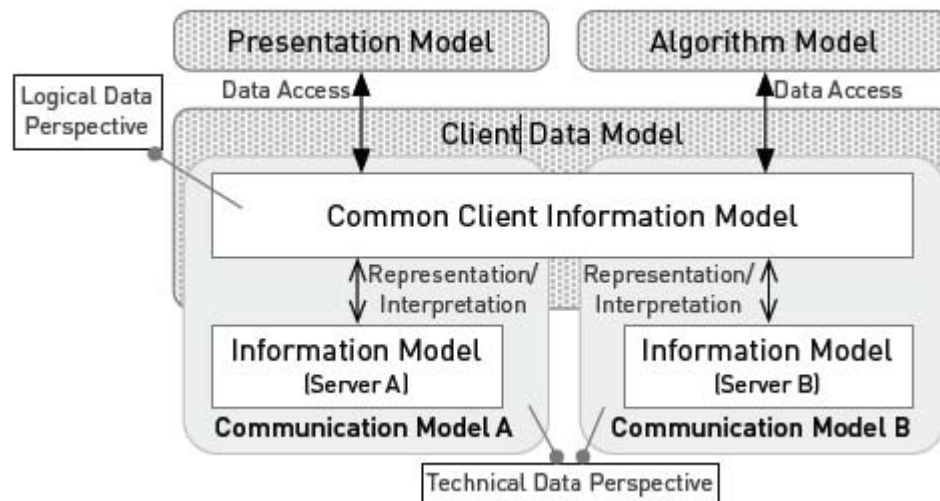 Presentation Model
Algorithm Model
Data Access
Data Access
Logical Data
Perspective
Client Data Model
Common Client Information Model
Representation/
Interpretation
Representation/
Interpretation
Information Model
(Server A)
Information Model
(Server B)
Communication Model A
Communication Model B
Technical Data Perspective